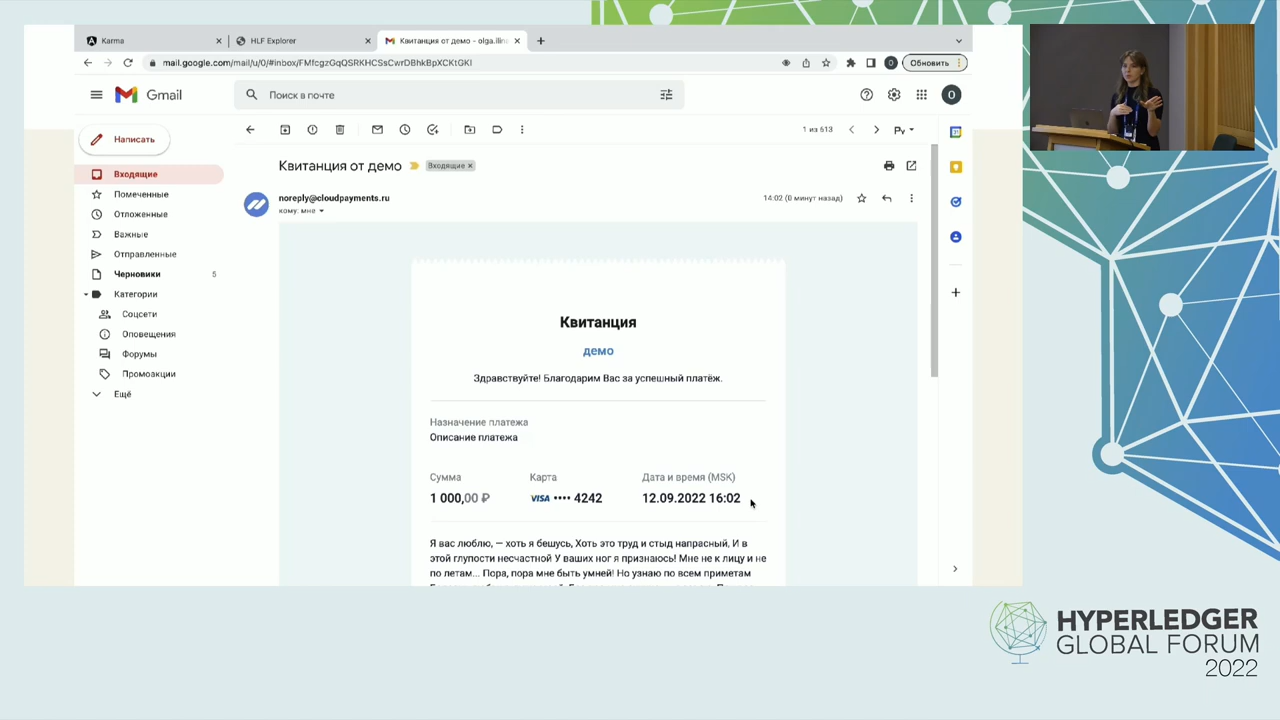 Karma
HLF Explorer
Квитанция от демо - olga.ilin
mail.google.com/mail/u/0/#inbox/FMfcgzGqQSRKHCSsCwrDBhkBpXCKtGKl
Обновить
Gmail
Поиск в почте
O
Написать
1 из 613
Ру
Входящие
Помеченные
Отложенные
Важные
Отправленные
Черновики 5
Категории
Соцсети
Оповещения
Форумы
Промоакции
Ещё
Квитанция от демо
Входящие ×
noreply@cloudpayments.ru
14:02 (0 минут назад)
кому: мне
Квитанция
демо
Здравствуйте! Благодарим Вас за успешный платёж.
Назначение платежа
Описание платежа
Сумма Карта Дата и время (MSK)
1 000,00 ₽ VISA •••• 4242 12.09.2022 16:02
Я вас люблю, — хоть я бешусь, Хоть это труд и стыд напрасный, И в
этой глупости несчастной У ваших ног я признаюсь! Мне не к лицу и не
по летам... Пора, пора мне быть умней! Но узнаю по всем приметам
HYPERLEDGER
GLOBAL FORUM
2022